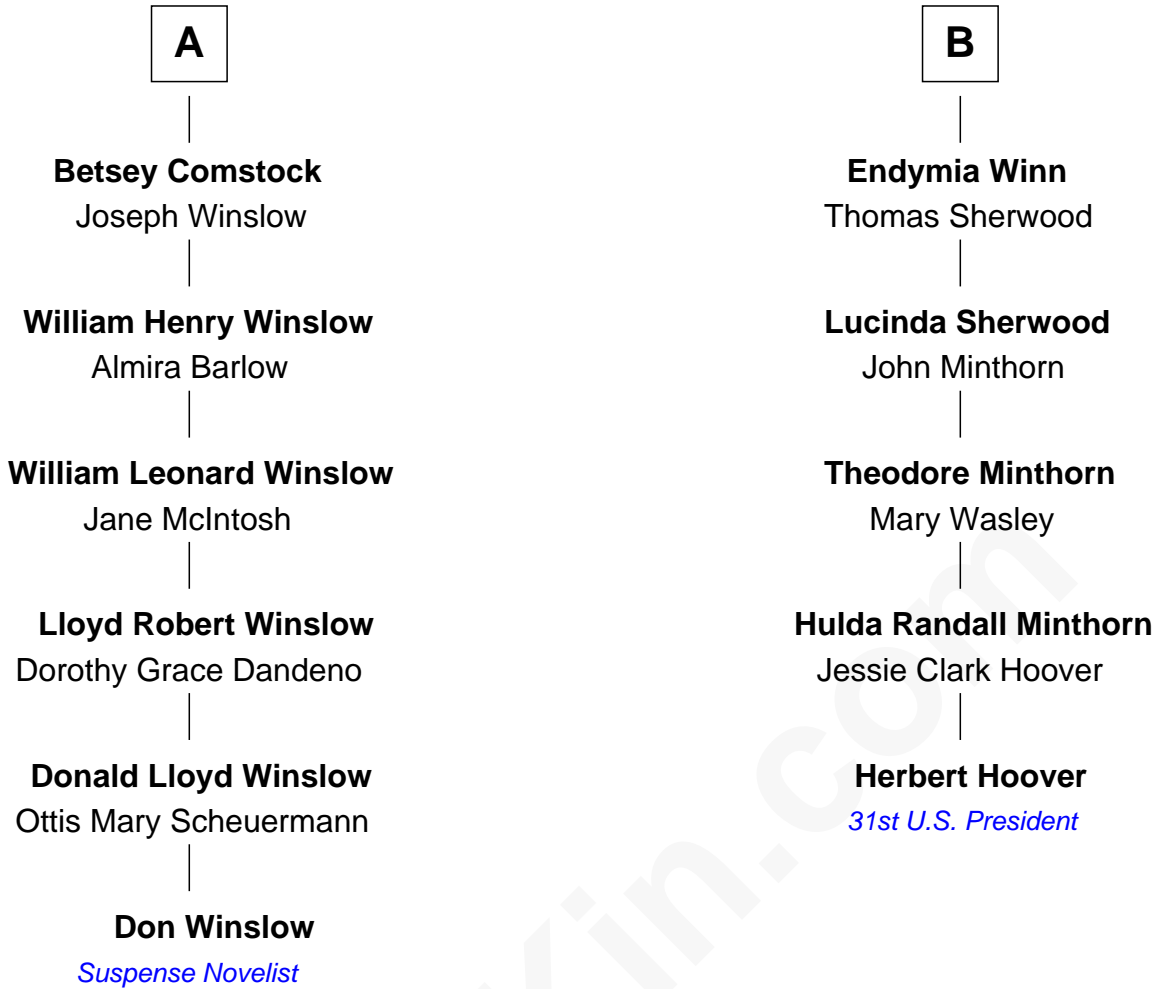 A
Betsey Comstock
Joseph Winslow
William Henry Winslow
Almira Barlow
William Leonard Winslow
Jane McIntosh
Lloyd Robert Winslow
Dorothy Grace Dandeno
Donald Lloyd Winslow
Ottis Mary Scheuermann
Don Winslow
Suspense Novelist
B
Endymia Winn
Thomas Sherwood
Lucinda Sherwood
John Minthorn
Theodore Minthorn
Mary Wasley
Hulda Randall Minthorn
Jessie Clark Hoover
Herbert Hoover
31st U.S. President
Kin.com